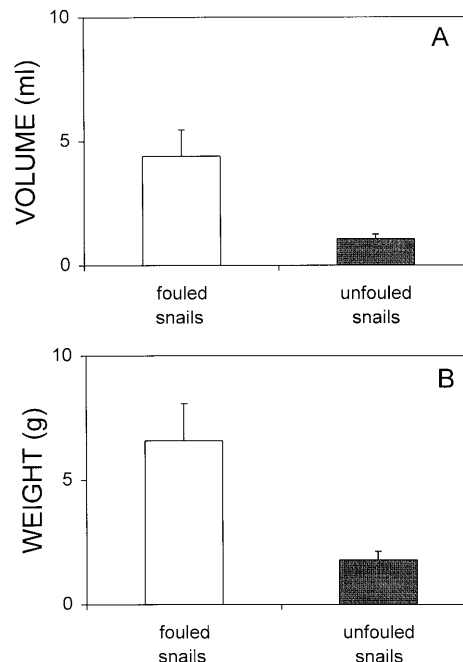 10
A
VOLUME (ml)
5
0
fouled
snails
unfouled
snails
10
B
WEIGHT (g)
5
0
fouled
snails
unfouled
snails